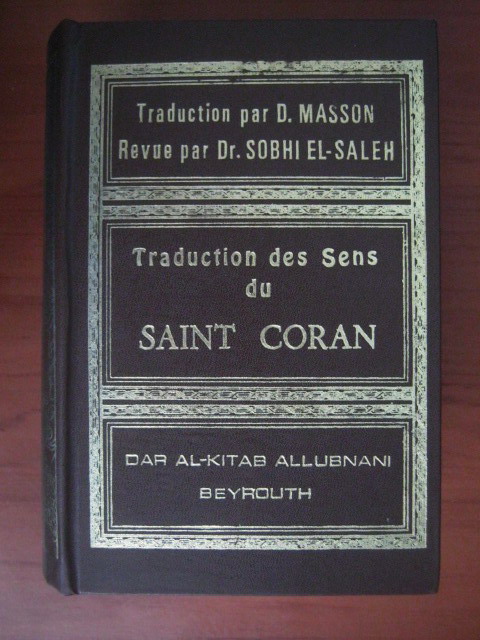 Traduction par D. MASSON
Revue par Dr. SOBHI EL-SALEH
Traduction des Sens
du
SAINT CORAN
DAR AL-KITAB ALLUBNANI
BEYROUTH